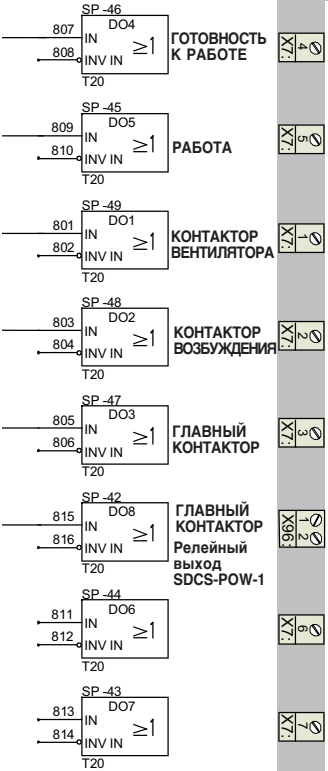 SP -46
DO4
807
IN
808
INV IN
≥1
T20
ГОТОВНОСТЬ
К РАБОТЕ
X7:
4
SP -45
DO5
809
IN
810
INV IN
≥1
T20
РАБОТА
X7:
5
SP -49
DO1
801
IN
802
INV IN
≥1
T20
КОНТАКТОР
ВЕНТИЛЯТОРА
X7:
1
SP -48
DO2
803
IN
804
INV IN
≥1
T20
КОНТАКТОР
ВОЗБУЖДЕНИЯ
X7:
2
SP -47
DO3
805
IN
806
INV IN
≥1
T20
ГЛАВНЫЙ
КОНТАКТОР
X7:
3
SP -42
DO8
815
IN
816
INV IN
≥1
T20
ГЛАВНЫЙ
КОНТАКТОР
Релейный
выход
SDCS-POW-1
X96:
1
2
SP -44
DO6
811
IN
812
INV IN
≥1
T20
X7:
6
SP -43
DO7
813
IN
814
INV IN
≥1
T20
X7:
7